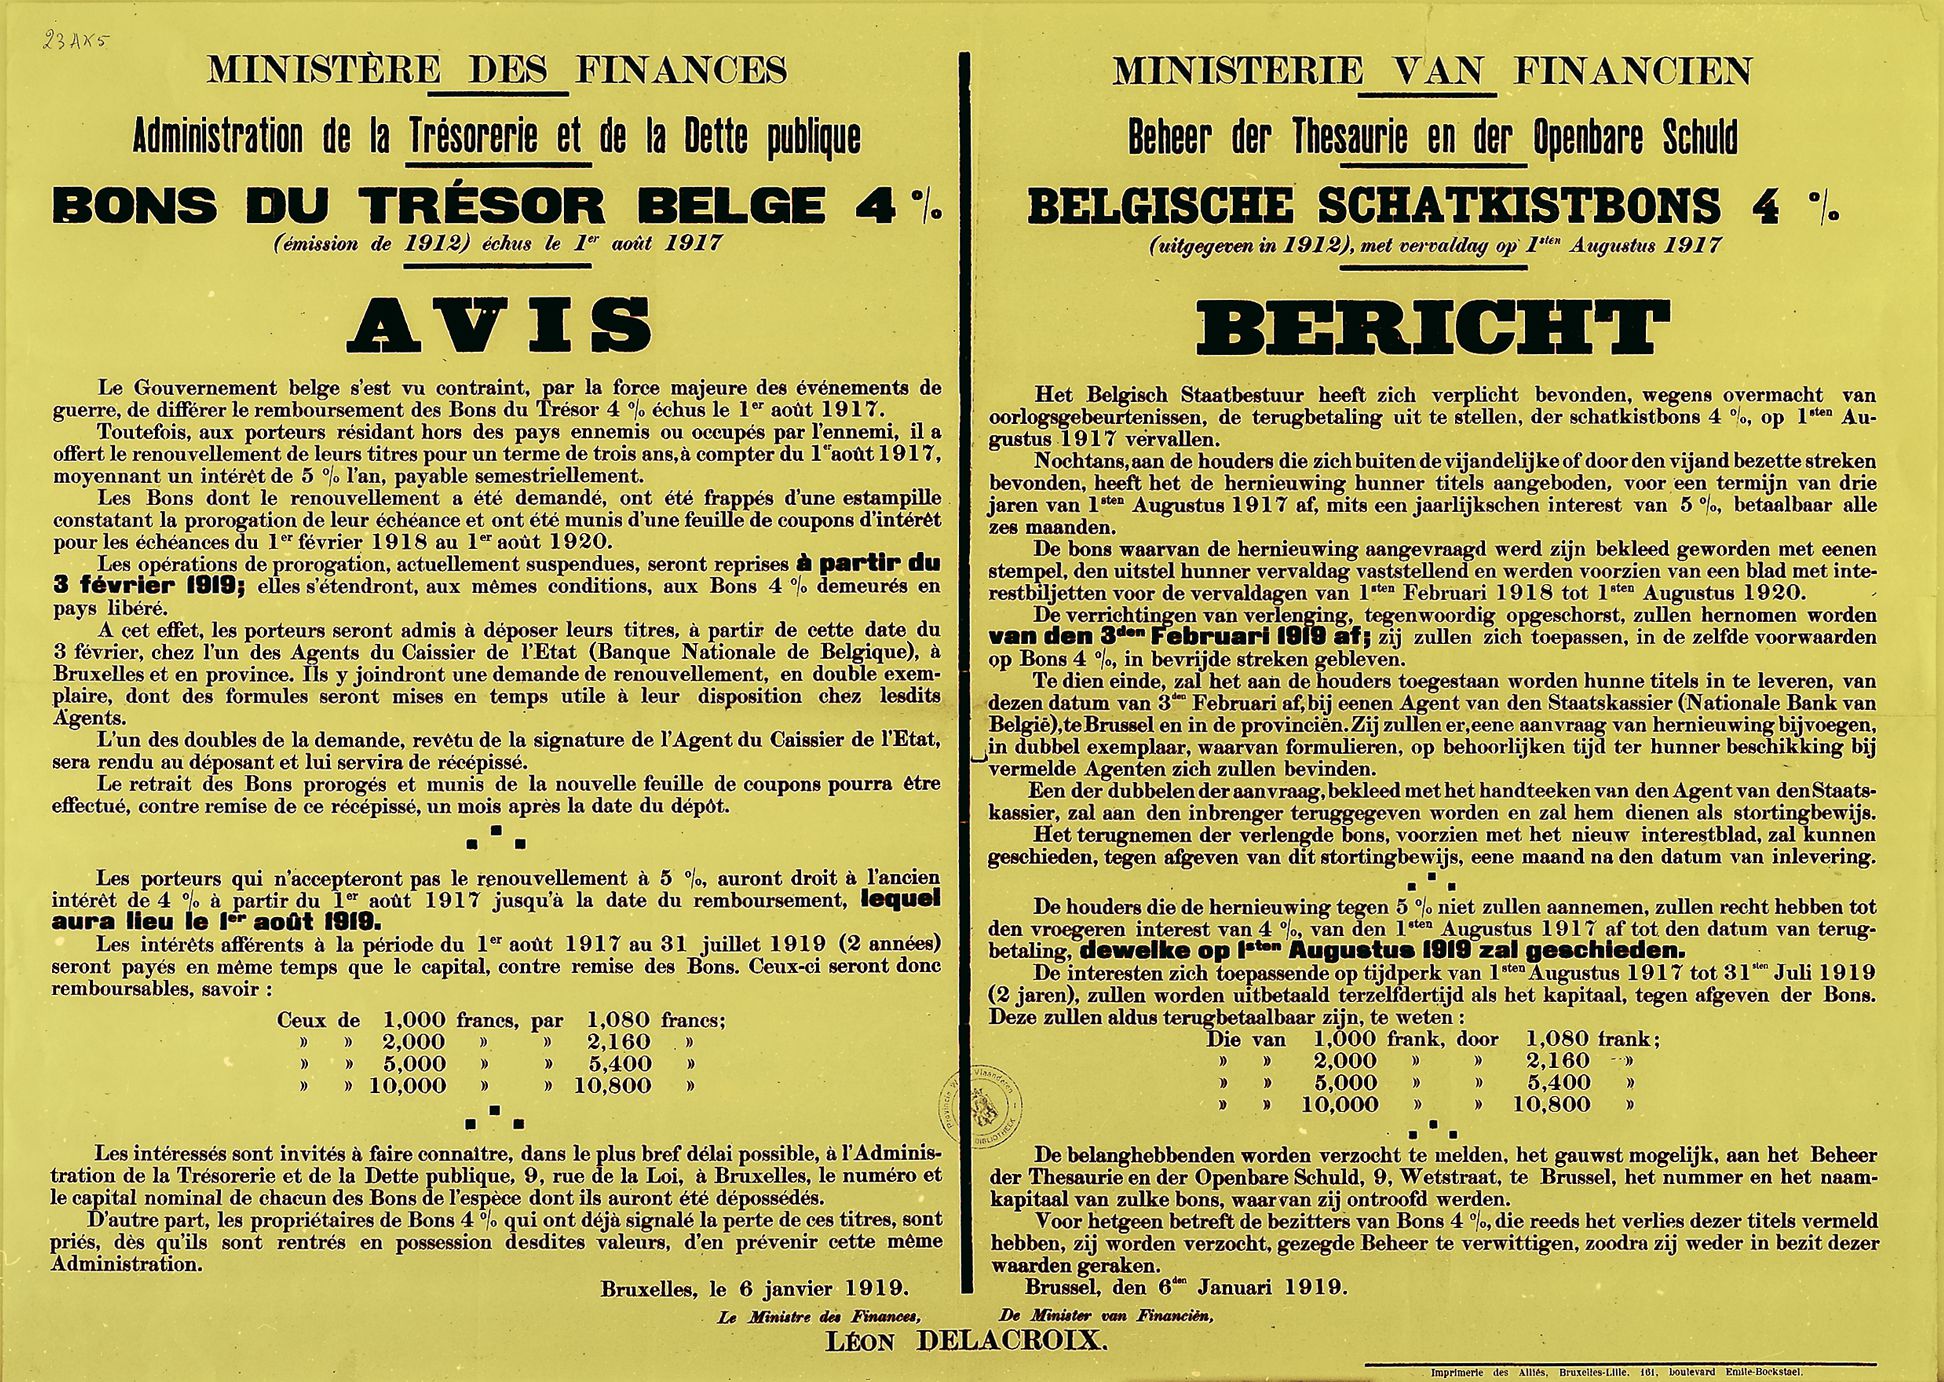 23AK5
MINISTÈRE DES FINANCES
Administration de la Trésorerie et de la Dette publique
BONS DU TRÉSOR BELGE 4 %
(émission de 1912) échus le 1er août 1917
AVIS
Le Gouvernement belge s'est vu contraint, par la force majeure des événements de
guerre, de différer le remboursement des Bons du Trésor 4 % échus le 1er août 1917.
Toutefois, aux porteurs résidant hors des pays ennemis ou occupés par l'ennemi, il a
offert le renouvellement de leurs titres pour un terme de trois ans, à compter du 1er août 1917,
moyennant un intérêt de 5 % l'an, payable semestriellement.
Les Bons dont le renouvellement a été demandé, ont été frappés d'une estampille
constatant la prorogation de leur échéance et ont été munis d'une feuille de coupons d'intérêt
pour les échéances du 1er février 1918 au 1er août 1920.
Les opérations de prorogation, actuellement suspendues, seront reprises à partir du
3 février 1919; elles s'étendront, aux mêmes conditions, aux Bons 4 % demeurés en
pays libéré.
A cet effet, les porteurs seront admis à déposer leurs titres, à partir de cette date du
3 février, chez l'un des Agents du Caissier de l'Etat (Banque Nationale de Belgique), à
Bruxelles et en province. Ils y joindront une demande de renouvellement, en double exem-
plaire, dont des formules seront mises en temps utile à leur disposition chez lesdits
Agents.
L'un des doubles de la demande, revêtu de la signature de l'Agent du Caissier de l'Etat,
sera rendu au déposant et lui servira de récépissé.
Le retrait des Bons prorogés et munis de la nouvelle feuille de coupons pourra être
effectué, contre remise de ce récépissé, un mois après la date du dépôt.
Les porteurs qui n'accepteront pas le renouvellement à 5 %, auront droit à l'ancien
intérêt de 4 % à partir du 1er août 1917 jusqu'à la date du remboursement, lequel
aura lieu le 1er août 1919.
Les intérêts afférents à la période du 1er août 1917 au 31 juillet 1919 (2 années)
seront payés en même temps que le capital, contre remise des Bons. Ceux-ci seront donc
remboursables, savoir :
Ceux de 1,000 francs, par 1,080 francs;
» » 2,000 » » 2,160 »
» » 5,000 » » 5,400 »
» » 10,000 » » 10,800 »
Les intéressés sont invités à faire connaître, dans le plus bref délai possible, à l'Adminis-
tration de la Trésorerie et de la Dette publique, 9, rue de la Loi, à Bruxelles, le numéro et
le capital nominal de chacun des Bons de l'espèce dont ils auront été dépossédés.
D'autre part, les propriétaires de Bons 4 % qui ont déjà signalé la perte de ces titres, sont
priés, dès qu'ils sont rentrés en possession desdites valeurs, d'en prévenir cette même
Administration.
Bruxelles, le 6 janvier 1919.
Le Ministre des Finances,
MINISTERIE VAN FINANCIEN
Beheer der Thesaurie en der Openbare Schuld
BELGISCHE SCHATKISTBONS 4 %
(uitgegeven in 1912), met vervaldag op 1sten Augustus 1917
BERICHT
Het Belgisch Staatbestuur heeft zich verplicht bevonden, wegens overmacht van
oorlogsgebeurtenissen, de terugbetaling uit te stellen, der schatkistbons 4 %, op 1sten Au-
gustus 1917 vervallen.
Nochtans, aan de houders die zich buiten de vijandelijke of door den vijand bezette streken
bevonden, heeft het de hernieuwing hunner titels aangeboden, voor een termijn van drie
jaren van 1sten Augustus 1917 af, mits een jaarlijkschen interest van 5 %, betaalbaar alle
zes maanden.
De bons waarvan de hernieuwing aangevraagd werd zijn bekleed geworden met eenen
stempel, den uitstel hunner vervaldag vaststellend en werden voorzien van een blad met inte-
restbiljetten voor de vervaldagen van 1sten Februari 1918 tot 1sten Augustus 1920.
De verrichtingen van verlenging, tegenwoordig opgeschorst, zullen hernomen worden
van den 3den Februari 1919 af; zij zullen zich toepassen, in de zelfde voorwaarden
op Bons 4 %, in bevrijde streken gebleven.
Te dien einde, zal het aan de houders toegestaan worden hunne titels in te leveren, van
dezen datum van 3den Februari af, bij eenen Agent van den Staatskassier (Nationale Bank van
België), te Brussel en in de provinciën. Zij zullen er, eene aanvraag van hernieuwing bijvoegen,
in dubbel exemplaar, waarvan formulieren, op behoorlijken tijd ter hunner beschikking bij
vermelde Agenten zich zullen bevinden.
Een der dubbelen der aanvraag, bekleed met het handteeken van den Agent van den Staats-
kassier, zal aan den inbrenger teruggegeven worden en zal hem dienen als stortingbewijs.
Het terugnemen der verlengde bons, voorzien met het nieuw interestblad, zal kunnen
geschieden, tegen afgeven van dit stortingbewijs, eene maand na den datum van inlevering.
De houders die de hernieuwing tegen 5 % niet zullen aannemen, zullen recht hebben tot
den vroegeren interest van 4 %, van den 1sten Augustus 1917 af tot den datum van terug-
betaling, dewelke op 1sten Augustus 1919 zal geschieden.
De interesten zich toepassende op tijdperk van 1sten Augustus 1917 tot 31sten Juli 1919
(2 jaren), zullen worden uitbetaald terzelfdertijd als het kapitaal, tegen afgeven der Bons.
Deze zullen aldus terugbetaalbaar zijn, te weten :
Die van 1,000 frank, door 1,080 frank;
» » 2,000 » » 2,160 »
» » 5,000 » » 5,400 »
» » 10,000 » » 10,800 »
De belanghebbenden worden verzocht te melden, het gauwst mogelijk, aan het Beheer
der Thesaurie en der Openbare Schuld, 9, Wetstraat, te Brussel, het nummer en het naam-
kapitaal van zulke bons, waarvan zij ontroofd werden.
Voor hetgeen betreft de bezitters van Bons 4 %, die reeds het verlies dezer titels vermeld
hebben, zij worden verzocht, gezegde Beheer te verwittigen, zoodra zij weder in bezit dezer
waarden geraken.
Brussel, den 6den Januari 1919.
De Minister van Financiën,
LÉON DELACROIX.
Imprimerie des Alliés, Bruxelles-Lille, 161, boulevard Emile-Bockstael.
Vlaanderen
BIBLIOTHEEK